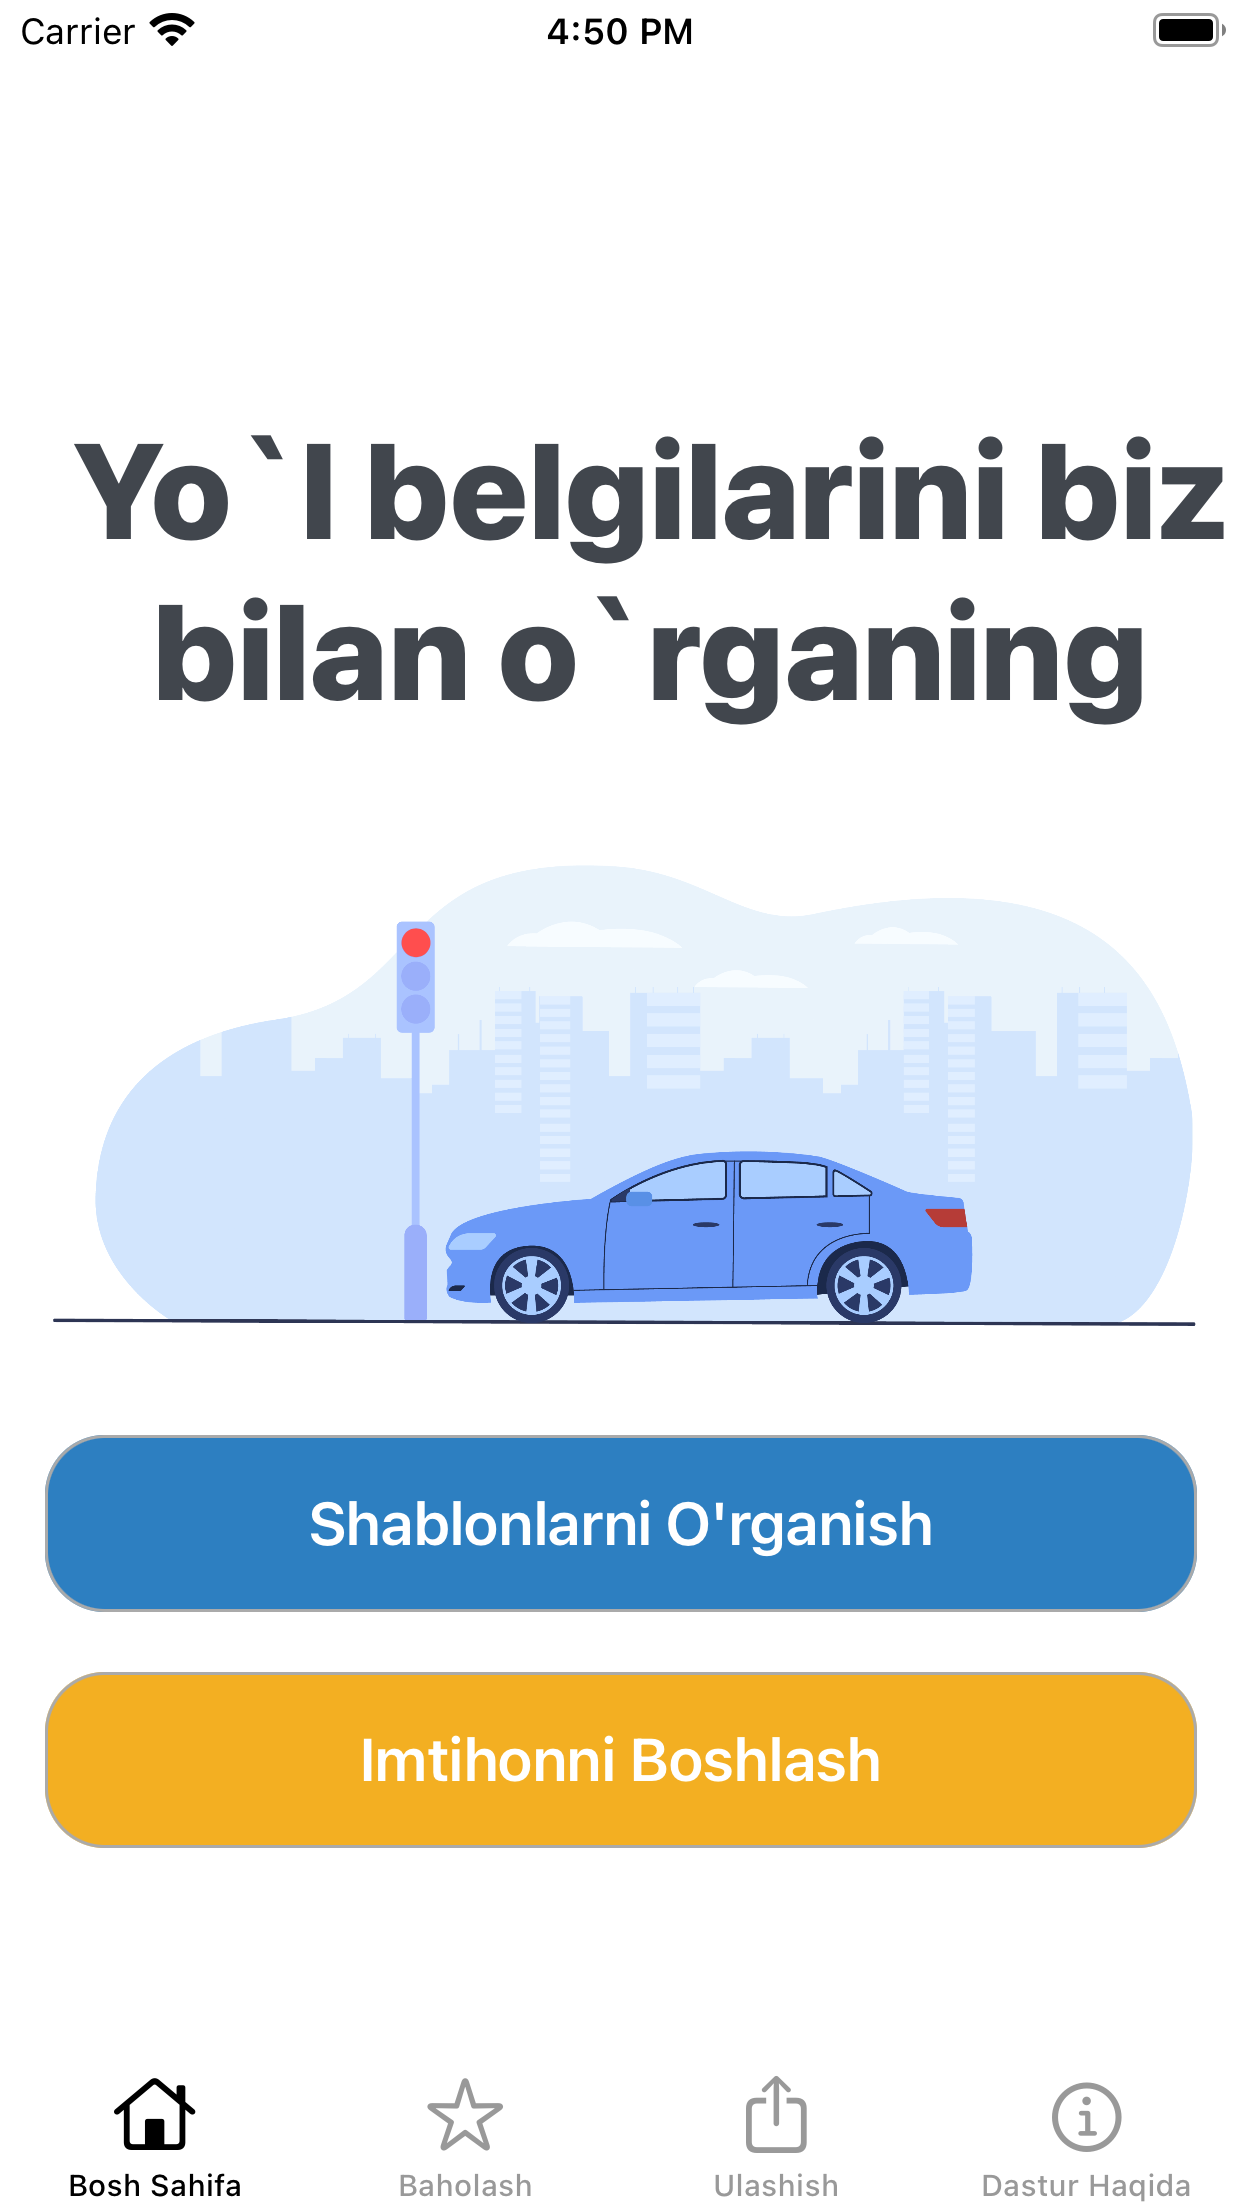 Carrier
4:50 PM
Yo`l belgilarini biz
bilan o`rganing
Shablonlarni O'rganish
Imtihonni Boshlash
Bosh Sahifa
Baholash
Ulashish
Dastur Haqida